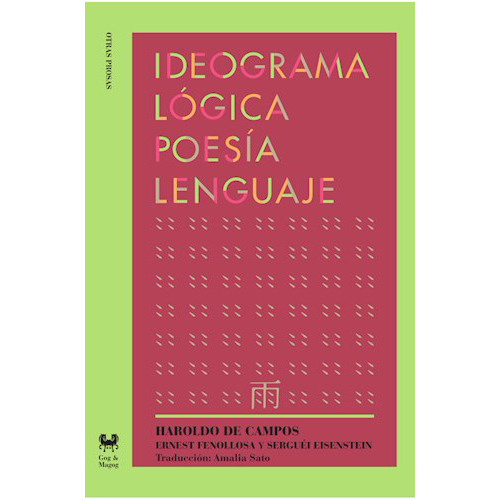 OTRAS PROSAS
IDEOGRAMA
LÓGICA
POESÍA
LENGUAJE
雨
HAROLDO DE CAMPOS
ERNEST FENOLLOSA Y SERGUÉI EISENSTEIN
Traducción: Amalia Sato
Gog &
Magog